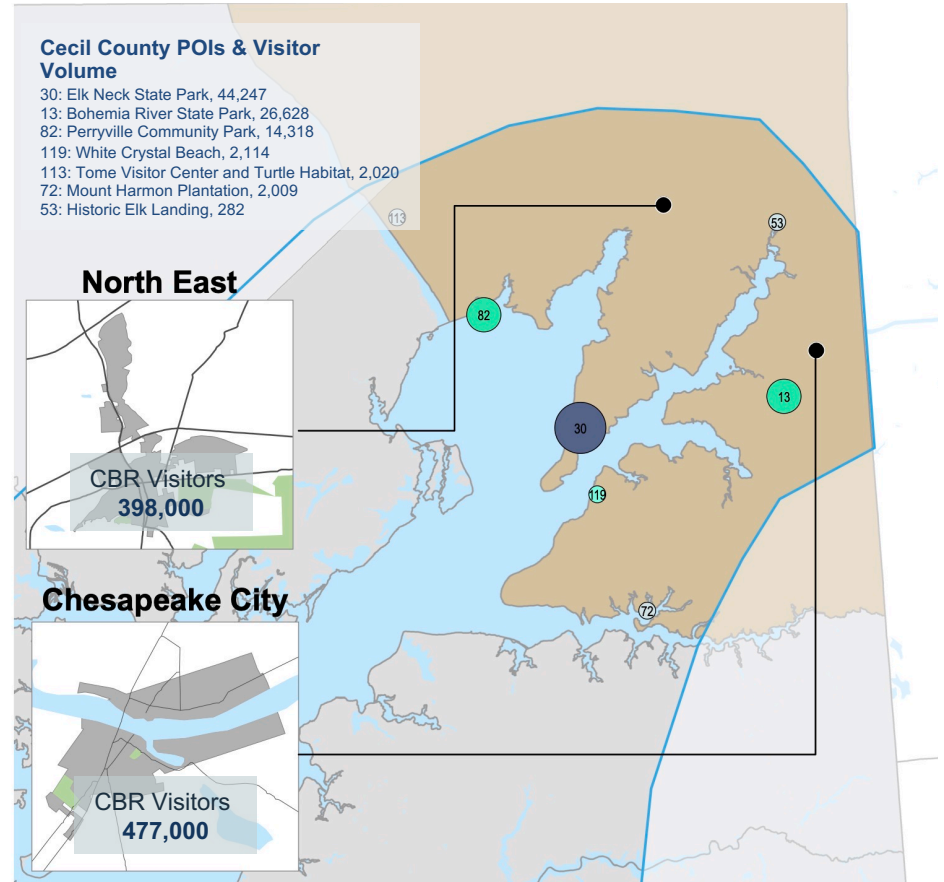 Cecil County POIs & Visitor
Volume
30: Elk Neck State Park, 44,247
13: Bohemia River State Park, 26,628
82: Perryville Community Park, 14,318
119: White Crystal Beach, 2,114
113: Tome Visitor Center and Turtle Habitat, 2,020
72: Mount Harmon Plantation, 2,009
53: Historic Elk Landing, 282
113
53
North East
82
13
30
CBR Visitors
398,000
119
Chesapeake City
72
CBR Visitors
477,000